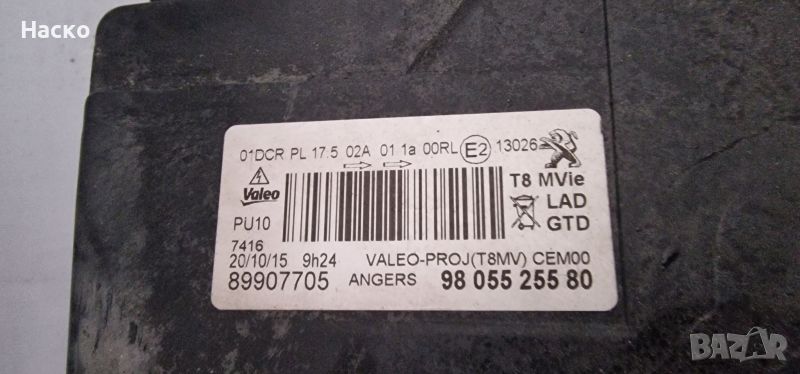 Наско
01DCR PL 17.5 02A 01 1a 00RL E2 13026
Valeo
T8 MVie
LAD
GTD
PU10
7416
20/10/15 9h24 VALEO-PROJ(T8MV) CEM00
89907705 ANGERS 98 055 255 80
BAZAR